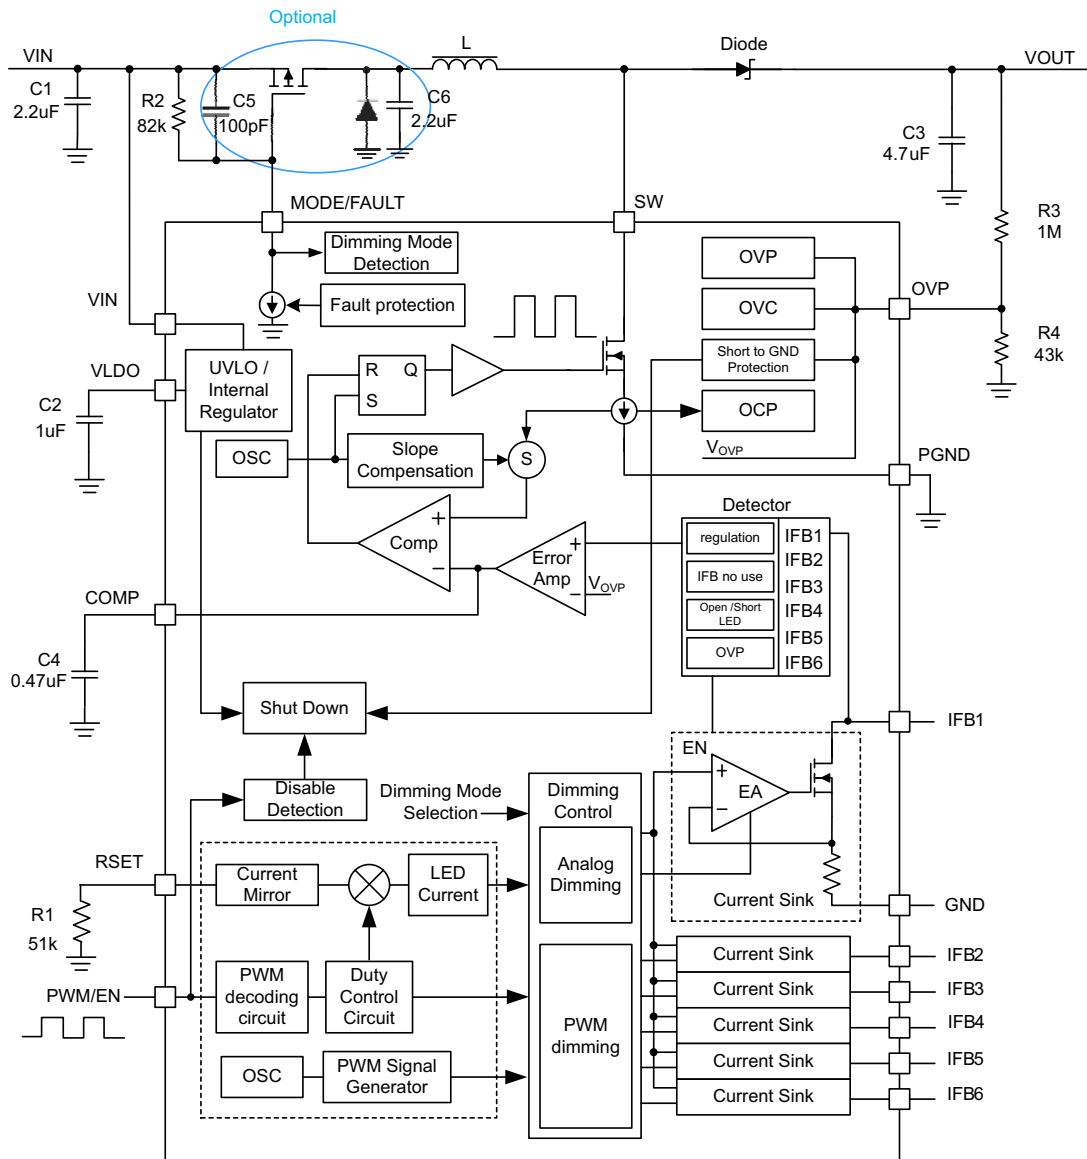 Optional
VIN
L
Diode
VOUT
C1
2.2uF
R2
82k
C5
100pF
C6
2.2uF
C3
4.7uF
MODE/FAULT
SW
R3
1M
Dimming Mode
Detection
OVP
OVP
VIN
Fault protection
OVC
R4
43k
VLDO
UVLO /
Internal
Regulator
R
Q
S
Short to GND
Protection
C2
1uF
OCP
OSC
Slope
Compensation
S
VOVP
PGND
Detector
+
Comp
−
+
Error
Amp
−
VOVP
regulation
IFB no use
Open /Short
LED
OVP
IFB1
IFB2
IFB3
IFB4
IFB5
IFB6
COMP
C4
0.47uF
Shut Down
IFB1
EN
+
EA
−
Disable
Detection
Dimming Mode
Selection
Dimming
Control
RSET
Current
Mirror
LED
Current
Analog
Dimming
Current Sink
GND
R1
51k
Current Sink
IFB2
PWM/EN
PWM
decoding
circuit
Duty
Control
Circuit
Current Sink
IFB3
PWM
dimming
Current Sink
IFB4
OSC
PWM Signal
Generator
Current Sink
IFB5
Current Sink
IFB6